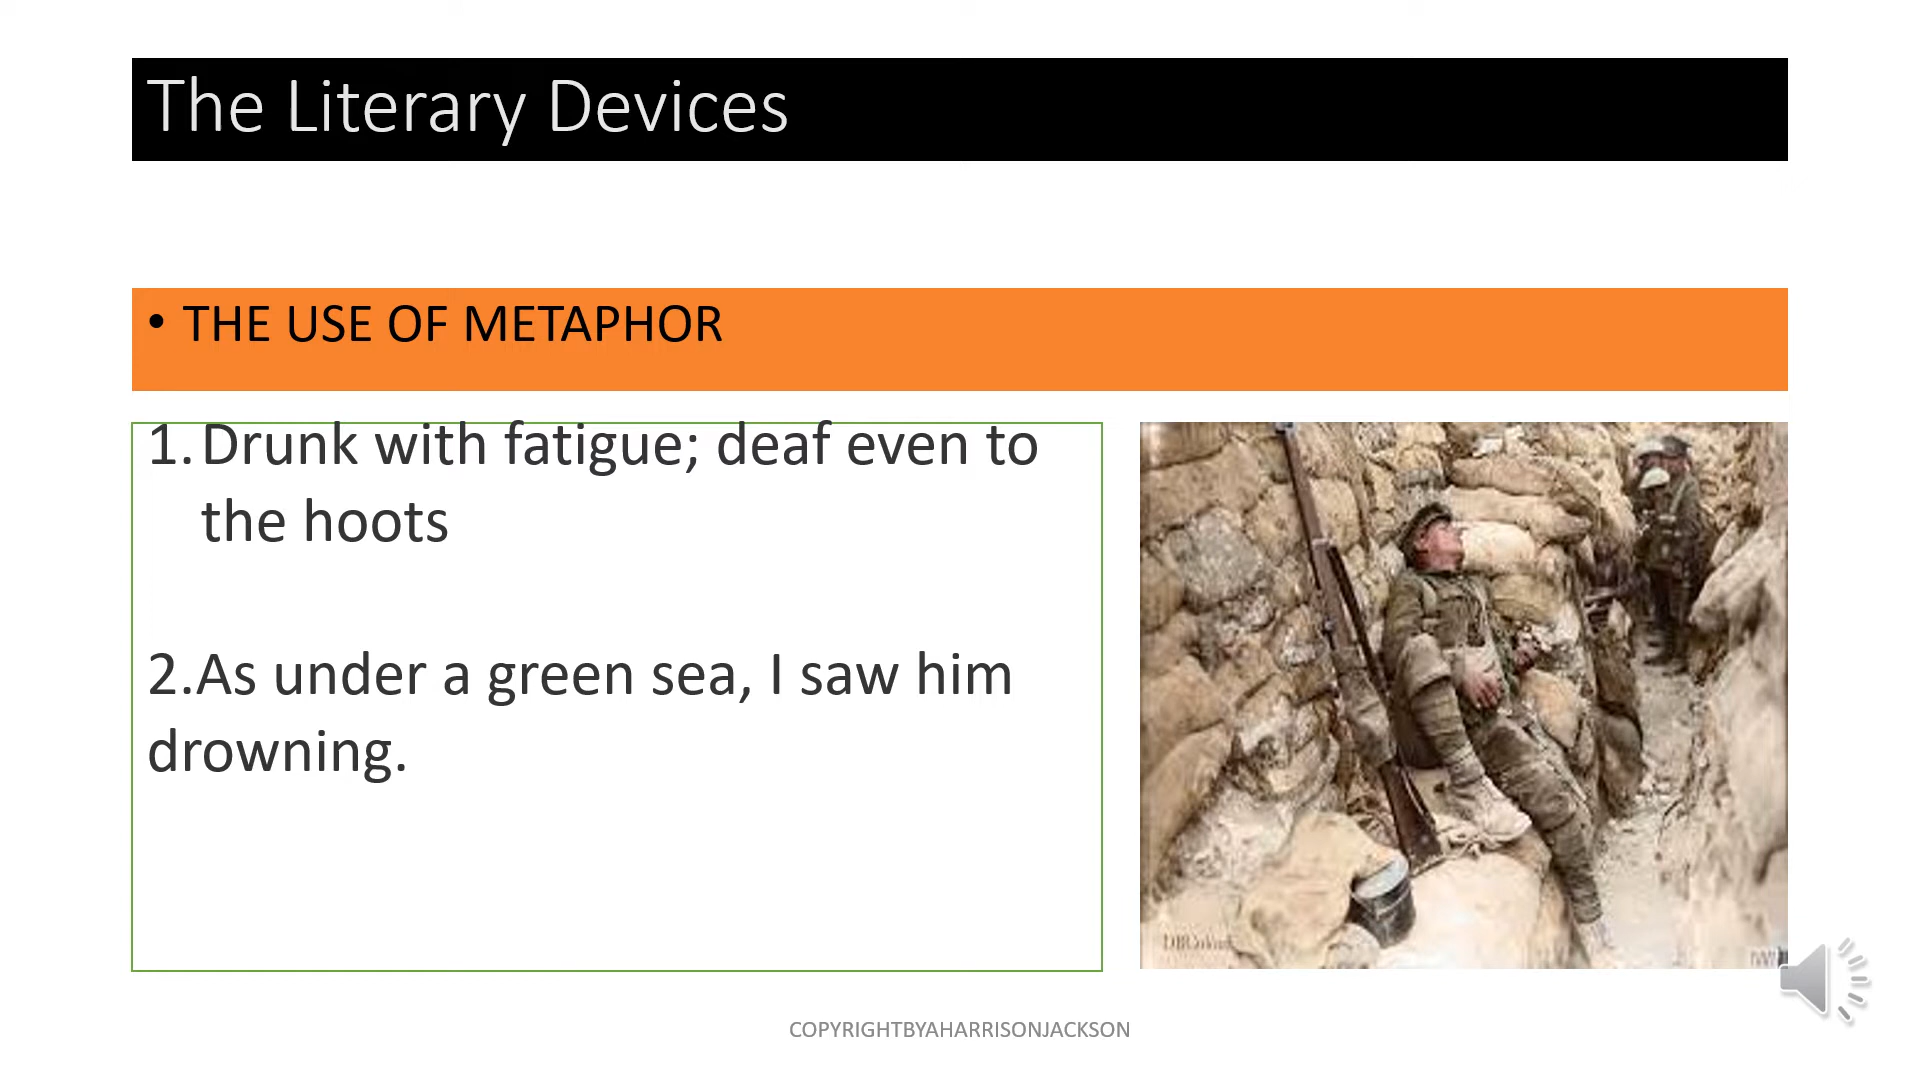 The Literary Devices
• THE USE OF METAPHOR
1. Drunk with fatigue; deaf even to
the hoots
2.As under a green sea, I saw him
drowning.
COPYRIGHTBYAHARRISONJACKSON